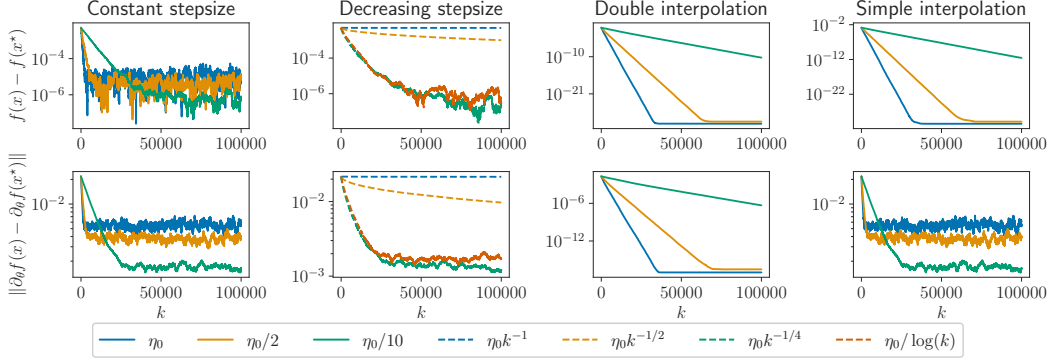 Constant stepsize Decreasing stepsize Double interpolation Simple interpolation
f(x) − f(x⋆)
10⁻⁴
10⁻⁶
0 50000 100000
10⁻⁴
10⁻⁶
0 50000 100000
10⁻¹⁰
10⁻²¹
0 50000 100000
10⁻²
10⁻¹²
10⁻²²
0 50000 100000
‖∂θf(x) − ∂θf(x⋆)‖
10⁻²
0 50000 100000
k
10⁻²
10⁻³
0 50000 100000
k
10⁻⁶
10⁻¹²
0 50000 100000
k
10⁻²
0 50000 100000
k
η₀ η₀/2 η₀/10 η₀k⁻¹ η₀k⁻¹/² η₀k⁻¹/⁴ η₀/ log(k)